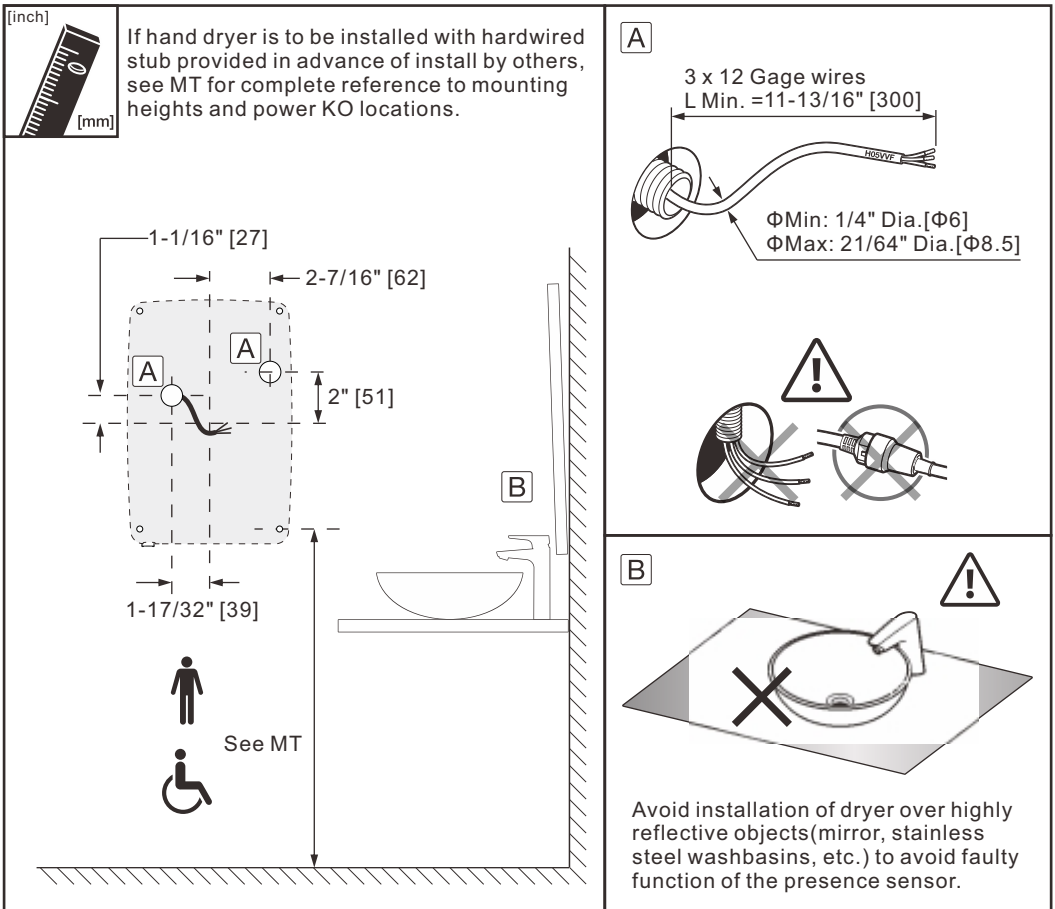 [inch]
[mm]
If hand dryer is to be installed with hardwired
stub provided in advance of install by others,
see MT for complete reference to mounting
heights and power KO locations.
1-1/16" [27]
2-7/16" [62]
A
A
2" [51]
B
1-17/32" [39]
See MT
A
3 x 12 Gage wires
L Min. =11-13/16" [300]
H05VVF
ΦMin: 1/4" Dia.[Φ6]
ΦMax: 21/64" Dia.[Φ8.5]
B
Avoid installation of dryer over highly
reflective objects(mirror, stainless
steel washbasins, etc.) to avoid faulty
function of the presence sensor.